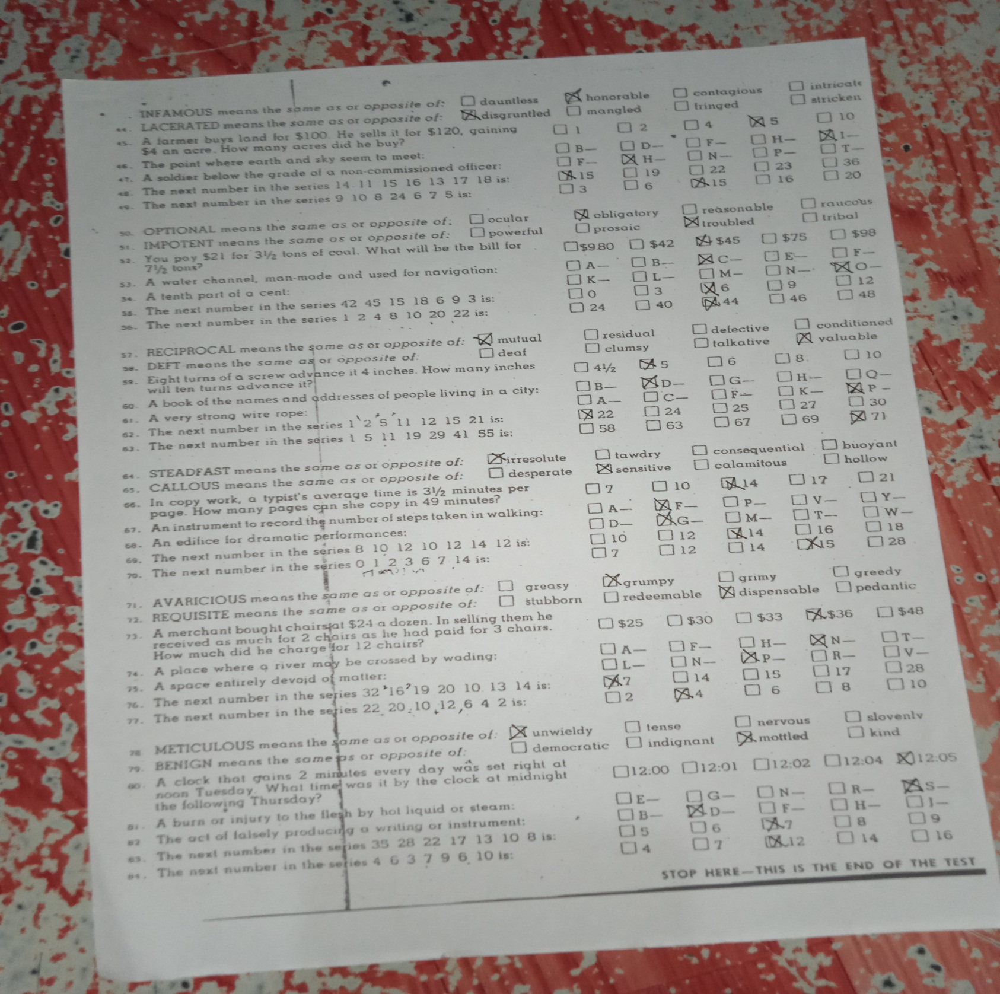 INFAMOUS means the same as or opposite of: dauntless honorable contagious intricate
44. LACERATED means the same as or opposite of: disgruntled mangled fringed stricken
45. A farmer buys land for $100. He sells it for $120, gaining 1 2 4 5 10
$4 an acre. How many acres did he buy?
46. The point where earth and sky seem to meet: B— D— F— H— I—
47. A soldier below the grade of a non-commissioned officer: F— H— N— P— T—
48. The next number in the series 14 11 15 16 13 17 18 is: 15 19 22 23 36
49. The next number in the series 9 10 8 24 6 7 5 is: 3 6 15 16 20
50. OPTIONAL means the same as or opposite of: ocular obligatory reasonable raucous
51. IMPOTENT means the same as or opposite of: powerful prosaic troubled tribal
52. You pay $21 for 3½ tons of coal. What will be the bill for $9.80 $42 $45 $75 $98
7½ tons?
53. A water channel, man-made and used for navigation: A— B— C— E— F—
54. A tenth part of a cent: K— L— M— N— O—
55. The next number in the series 42 45 15 18 6 9 3 is: 0 3 6 9 12
56. The next number in the series 1 2 4 8 10 20 22 is: 24 40 44 46 48
57. RECIPROCAL means the same as or opposite of: mutual residual defective conditioned
58. DEFT means the same as or opposite of: deaf clumsy talkative valuable
59. Eight turns of a screw advance it 4 inches. How many inches 4½ 5 6 8 10
will ten turns advance it?
60. A book of the names and addresses of people living in a city: B— D— G— H— Q—
61. A very strong wire rope: A— C— F— K— P—
62. The next number in the series 1 2 5 11 12 15 21 is: 22 24 25 27 30
63. The next number in the series 1 5 11 19 29 41 55 is: 58 63 67 69 71
64. STEADFAST means the same as or opposite of: irresolute tawdry consequential buoyant
65. CALLOUS means the same as or opposite of: desperate sensitive calamitous hollow
66. In copy work, a typist's average time is 3½ minutes per 7 10 14 17 21
page. How many pages can she copy in 49 minutes?
67. An instrument to record the number of steps taken in walking: A— F— P— V— Y—
68. An edifice for dramatic performances: D— G— M— T— W—
69. The next number in the series 8 10 12 10 12 14 12 is: 10 12 14 16 18
70. The next number in the series 0 1 2 3 6 7 14 is: 7 12 14 15 28
71. AVARICIOUS means the same as or opposite of: greasy grumpy grimy greedy
72. REQUISITE means the same as or opposite of: stubborn redeemable dispensable pedantic
73. A merchant bought chairs at $24 a dozen. In selling them he $25 $30 $33 $36 $48
received as much for 2 chairs as he had paid for 3 chairs.
How much did he charge for 12 chairs?
74. A place where a river may be crossed by wading: A— F— H— N— T—
75. A space entirely devoid of matter: L— N— P— R— V—
76. The next number in the series 32 16 19 20 10 13 14 is: 7 14 15 17 28
77. The next number in the series 22 20 10 12 6 4 2 is: 2 4 6 8 10
78 METICULOUS means the same as or opposite of: unwieldy tense nervous slovenly
79. BENIGN means the same as or opposite of: democratic indignant mottled kind
80. A clock that gains 2 minutes every day was set right at 12:00 12:01 12:02 12:04 12:05
noon Tuesday. What time was it by the clock at midnight
the following Thursday?
81. A burn or injury to the flesh by hot liquid or steam: E— G— N— R— S—
82 The act of falsely producing a writing or instrument: B— D— F— H— J—
83. The next number in the series 35 28 22 17 13 10 8 is: 5 6 7 8 9
84. The next number in the series 4 6 3 7 9 6 10 is: 4 7 12 14 16
STOP HERE—THIS IS THE END OF THE TEST